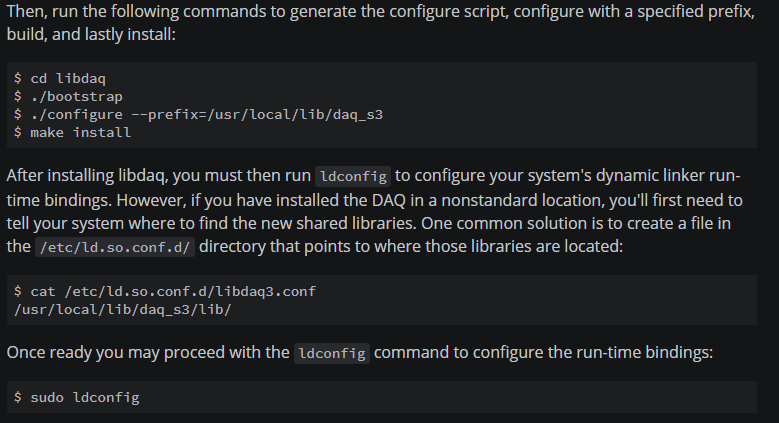 Then, run the following commands to generate the configure script, configure with a specified prefix,
build, and lastly install:
$ cd libdaq
$ ./bootstrap
$ ./configure --prefix=/usr/local/lib/daq_s3
$ make install
After installing libdaq, you must then run ldconfig to configure your system's dynamic linker run-
time bindings. However, if you have installed the DAQ in a nonstandard location, you'll first need to
tell your system where to find the new shared libraries. One common solution is to create a file in
the /etc/ld.so.conf.d/ directory that points to where those libraries are located:
$ cat /etc/ld.so.conf.d/libdaq3.conf
/usr/local/lib/daq_s3/lib/
Once ready you may proceed with the ldconfig command to configure the run-time bindings:
$ sudo ldconfig